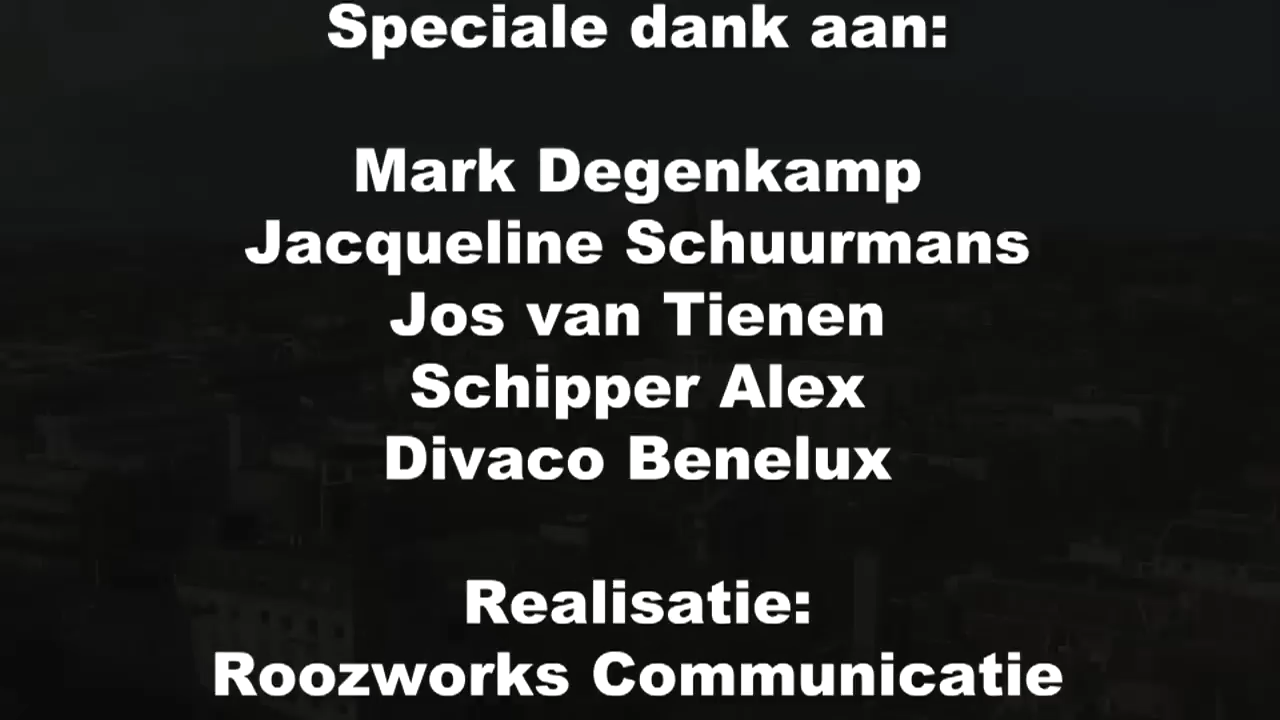 Speciale dank aan:
Mark Degenkamp
Jacqueline Schuurmans
Jos van Tienen
Schipper Alex
Divaco Benelux
Realisatie:
Roozworks Communicatie